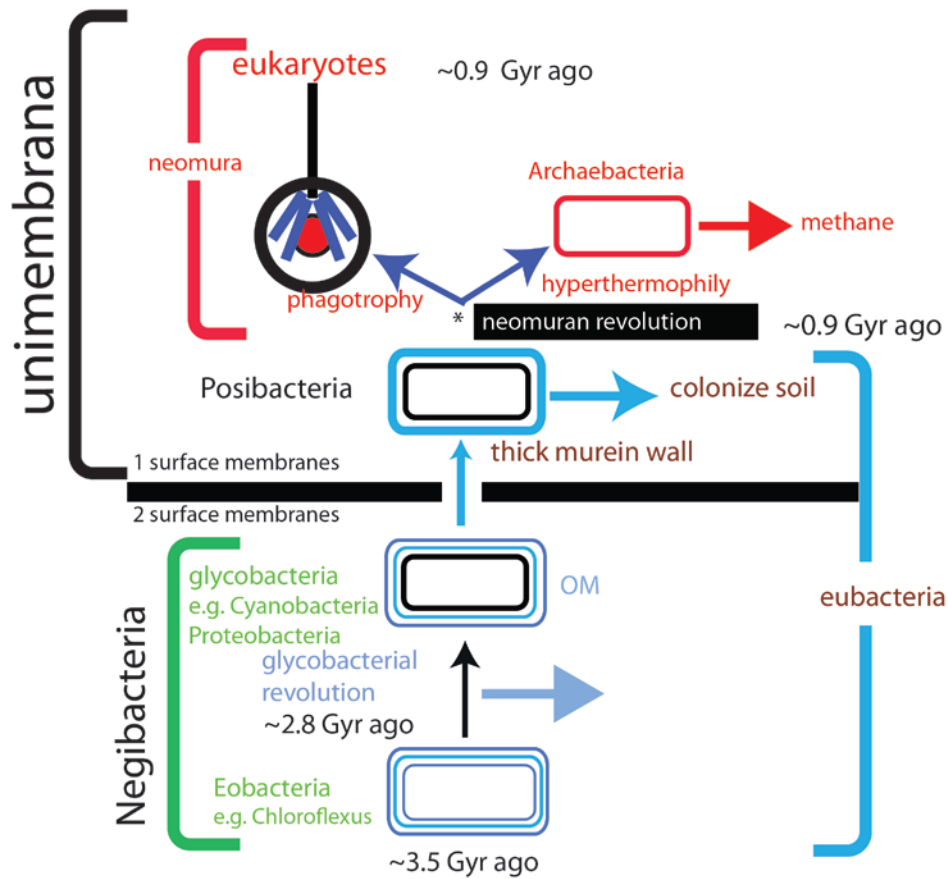 unimembrana
eukaryotes
~0.9 Gyr ago
neomura
Archaebacteria
methane
phagotrophy
hyperthermophily
*
neomuran revolution
~0.9 Gyr ago
Posibacteria
colonize soil
thick murein wall
1 surface membranes
2 surface membranes
Negibacteria
glycobacteria
e.g. Cyanobacteria
Proteobacteria
OM
eubacteria
glycobacterial
revolution
~2.8 Gyr ago
Eobacteria
e.g. Chloroflexus
~3.5 Gyr ago